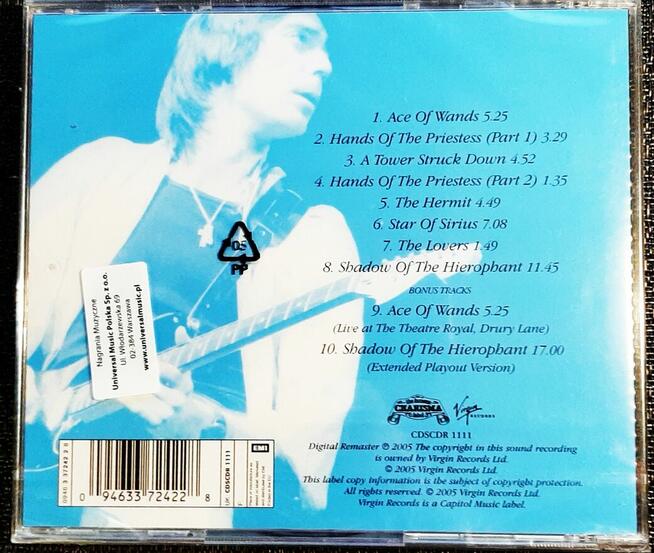 1. Ace Of Wands 5.25
2. Hands Of The Priestess (Part 1) 3.29
3. A Tower Struck Down 4.52
4. Hands Of The Priestess (Part 2) 1.35
5. The Hermit 4.49
6. Star Of Sirius 7.08
7. The Lovers 1.49
8. Shadow Of The Hierophant 11.45
BONUS TRACKS
9. Ace Of Wands 5.25
(Live at The Theatre Royal, Drury Lane)
10. Shadow Of The Hierophant 17.00
(Extended Playout Version)
05
PP
Nagrania Muzyczne
Universal Music Polska Sp. z o.o.
Ul. Włodarzewska 69
02-384 Warszawa
www.universalmusic.pl
CHARISMA
Virgin
RECORDS
CDSCDR 1111
Digital Remaster ℗ 2005 The copyright in this sound recording
is owned by Virgin Records Ltd.
© 2005 Virgin Records Ltd.
This label copy information is the subject of copyright protection.
All rights reserved. © 2005 Virgin Records Ltd.
Virgin Records is a Capitol Music label.
0946 3 37242 2 8
0 94633 72422 8
UK: CDSCDR 1111
EMI